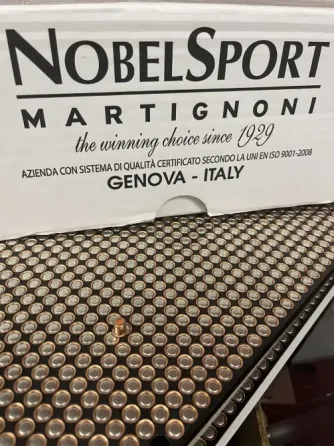 NOBELSPORT
MARTIGNONI
the winning choice since 1929
AZIENDA CON SISTEMA DI QUALITÀ CERTIFICATO SECONDO LA UNI EN ISO 9001-2008
GENOVA - ITALY